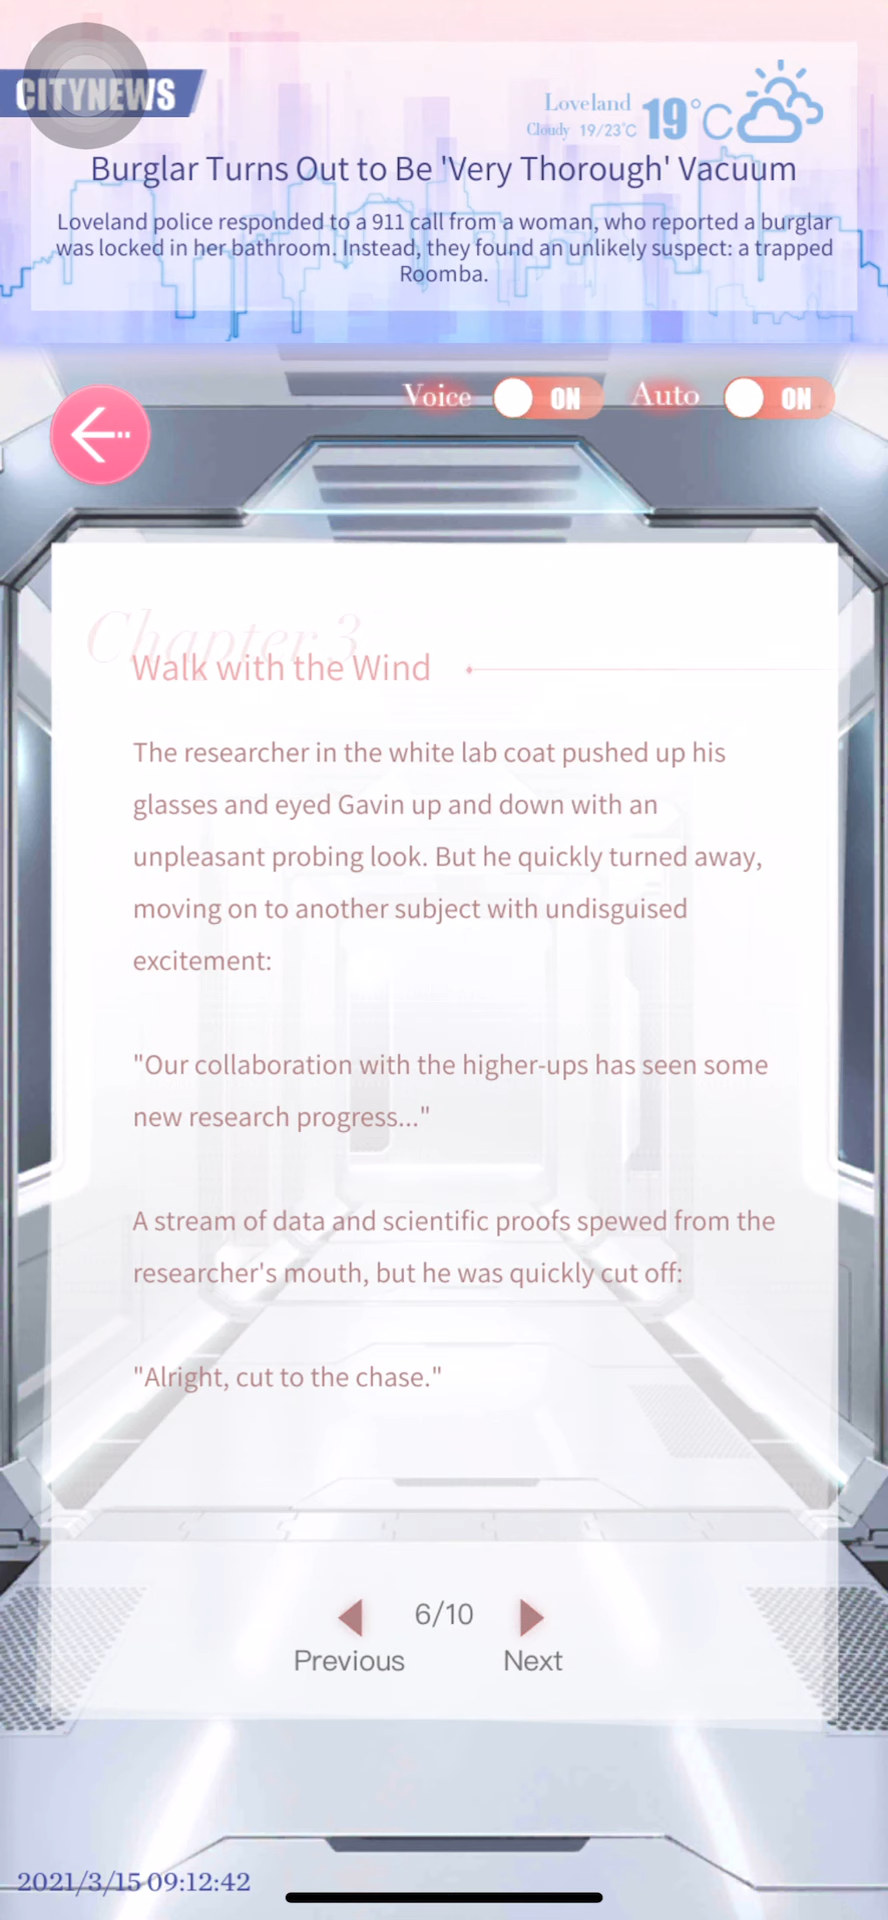 CITYNEWS
Loveland
Cloudy 19/23°C
19°C
Burglar Turns Out to Be 'Very Thorough' Vacuum
Loveland police responded to a 911 call from a woman, who reported a burglar
was locked in her bathroom. Instead, they found an unlikely suspect: a trapped
Roomba.
Voice ON Auto ON
Chapter 3
Walk with the Wind
The researcher in the white lab coat pushed up his
glasses and eyed Gavin up and down with an
unpleasant probing look. But he quickly turned away,
moving on to another subject with undisguised
excitement:
"Our collaboration with the higher-ups has seen some
new research progress..."
A stream of data and scientific proofs spewed from the
researcher's mouth, but he was quickly cut off:
"Alright, cut to the chase."
6/10
Previous Next
2021/3/15 09:12:42